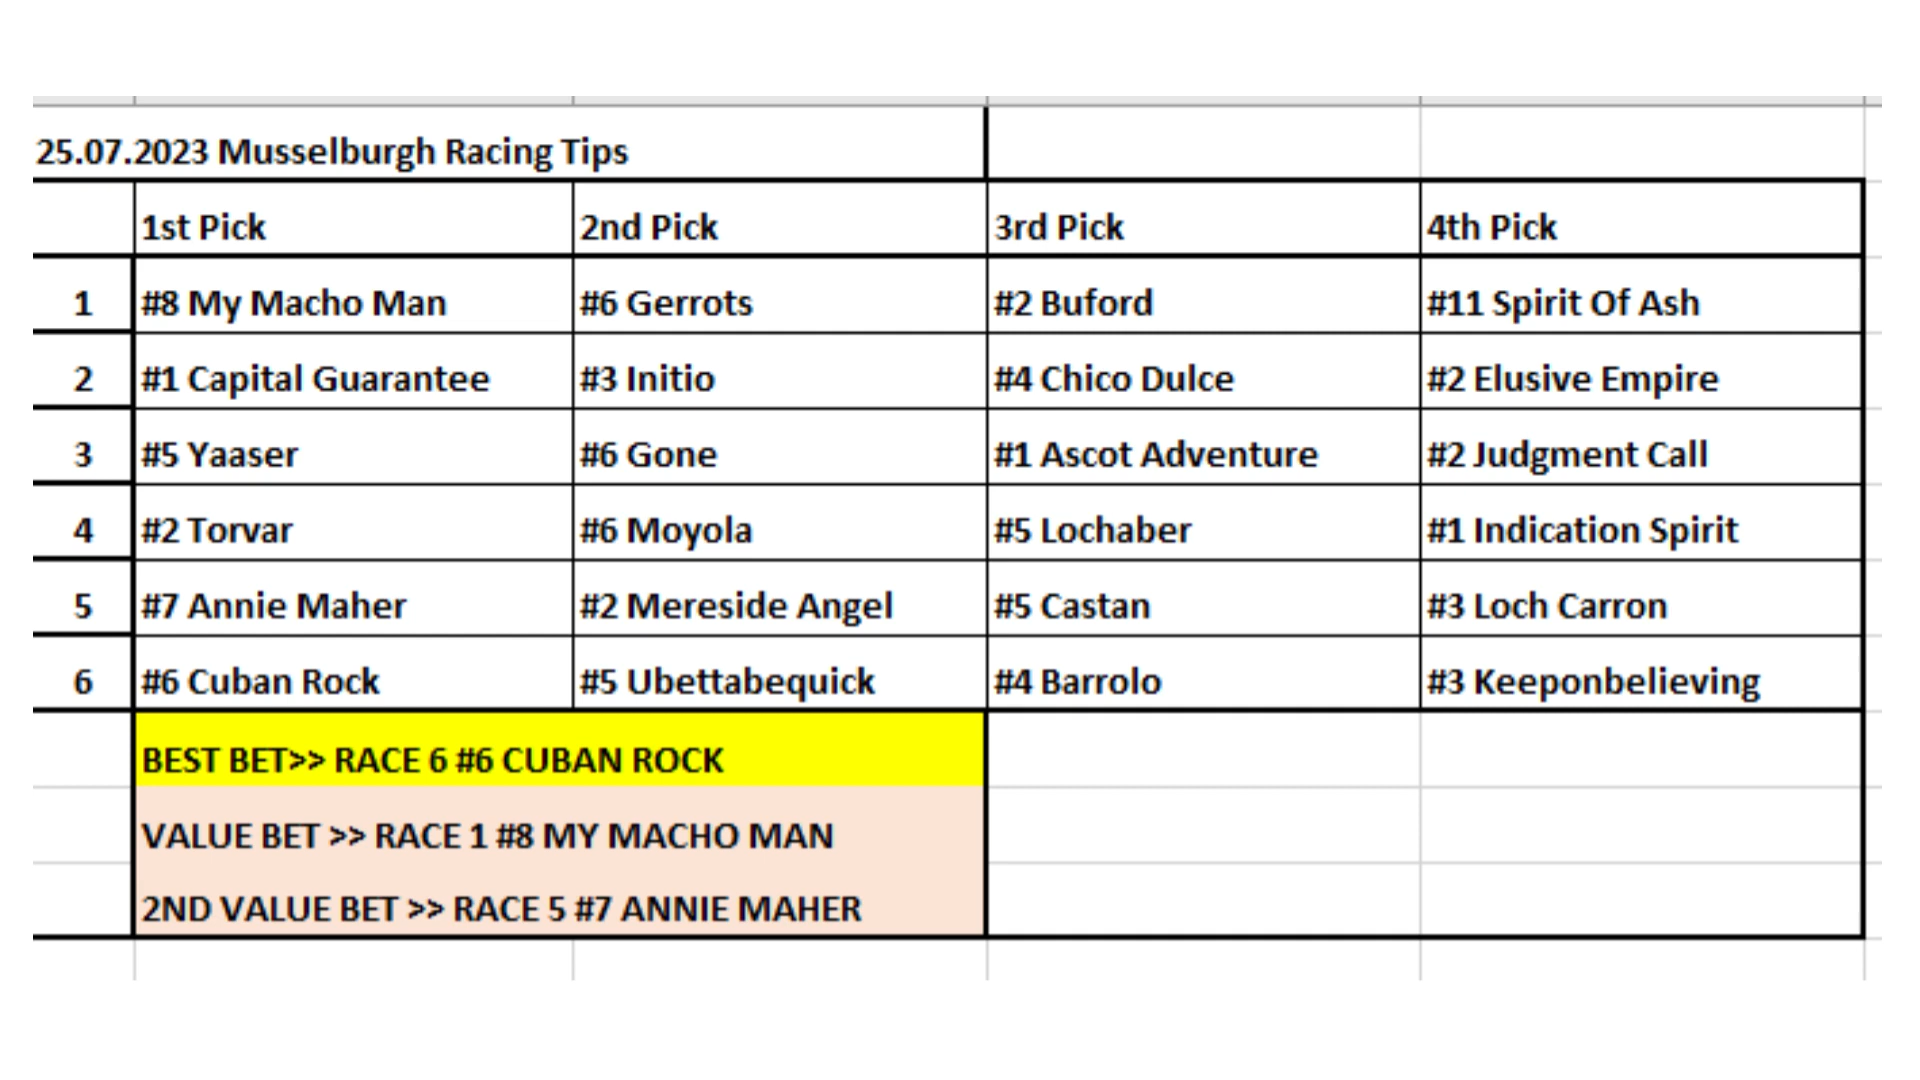 25.07.2023 Musselburgh Racing Tips
1st Pick 2nd Pick 3rd Pick 4th Pick
1 #8 My Macho Man #6 Gerrots #2 Buford #11 Spirit Of Ash
2 #1 Capital Guarantee #3 Initio #4 Chico Dulce #2 Elusive Empire
3 #5 Yaaser #6 Gone #1 Ascot Adventure #2 Judgment Call
4 #2 Torvar #6 Moyola #5 Lochaber #1 Indication Spirit
5 #7 Annie Maher #2 Mereside Angel #5 Castan #3 Loch Carron
6 #6 Cuban Rock #5 Ubettabequick #4 Barrolo #3 Keeponbelieving
BEST BET>> RACE 6 #6 CUBAN ROCK
VALUE BET >> RACE 1 #8 MY MACHO MAN
2ND VALUE BET >> RACE 5 #7 ANNIE MAHER